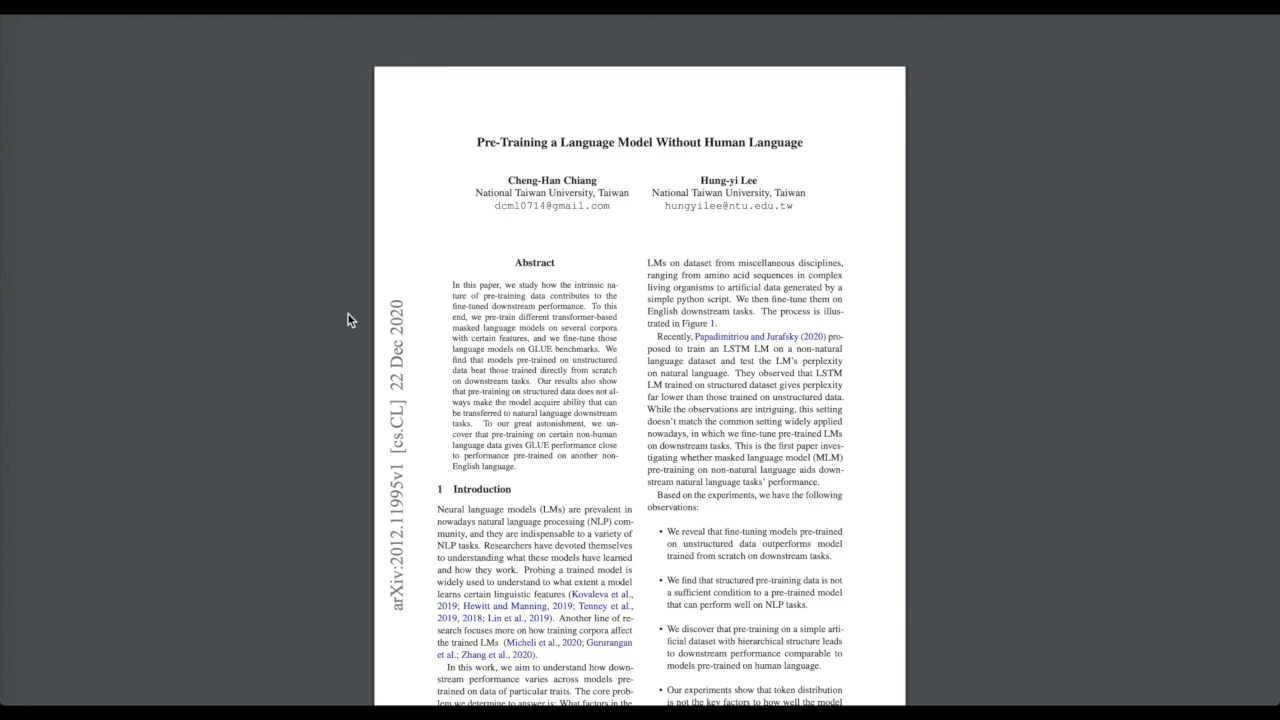 Pre-Training a Language Model Without Human Language
Cheng-Han Chiang
National Taiwan University, Taiwan
dcml0714@gmail.com
Hung-yi Lee
National Taiwan University, Taiwan
hungyilee@ntu.edu.tw
arXiv:2012.11995v1 [cs.CL] 22 Dec 2020
Abstract
In this paper, we study how the intrinsic na-
ture of pre-training data contributes to the
fine-tuned downstream performance. To this
end, we pre-train different transformer-based
masked language models on several corpora
with certain features, and we fine-tune those
language models on GLUE benchmarks. We
find that models pre-trained on unstructured
data beat those trained directly from scratch
on downstream tasks. Our results also show
that pre-training on structured data does not al-
ways make the model acquire ability that can
be transferred to natural language downstream
tasks. To our great astonishment, we un-
cover that pre-training on certain non-human
language data gives GLUE performance close
to performance pre-trained on another non-
English language.
1 Introduction
Neural language models (LMs) are prevalent in
nowadays natural language processing (NLP) com-
munity, and they are indispensable to a variety of
NLP tasks. Researchers have devoted themselves
to understanding what these models have learned
and how they work. Probing a trained model is
widely used to understand to what extent a model
learns certain linguistic features (Kovaleva et al.,
2019; Hewitt and Manning, 2019; Tenney et al.,
2019, 2018; Lin et al., 2019). Another line of re-
search focuses more on how training corpora affect
the trained LMs (Micheli et al., 2020; Gururangan
et al.; Zhang et al., 2020).
In this work, we aim to understand how down-
stream performance varies across models pre-
trained on data of particular traits. The core prob-
lem we determine to answer is: What factors in the
LMs on dataset from miscellaneous disciplines,
ranging from amino acid sequences in complex
living organisms to artificial data generated by a
simple python script. We then fine-tune them on
English downstream tasks. The process is illus-
trated in Figure 1.
Recently, Papadimitriou and Jurafsky (2020) pro-
posed to train an LSTM LM on a non-natural
language dataset and test the LM's perplexity
on natural language. They observed that LSTM
LM trained on structured dataset gives perplexity
far lower than those trained on unstructured data.
While the observations are intriguing, this setting
doesn't match the common setting widely applied
nowadays, in which we fine-tune pre-trained LMs
on downstream tasks. This is the first paper inves-
tigating whether masked language model (MLM)
pre-training on non-natural language aids down-
stream natural language tasks' performance.
Based on the experiments, we have the following
observations:
• We reveal that fine-tuning models pre-trained
on unstructured data outperforms model
trained from scratch on downstream tasks.
• We find that structured pre-training data is not
a sufficient condition to a pre-trained model
that can perform well on NLP tasks.
• We discover that pre-training on a simple arti-
ficial dataset with hierarchical structure leads
to downstream performance comparable to
models pre-trained on human language.
• Our experiments show that token distribution
is not the key factors to how well the model